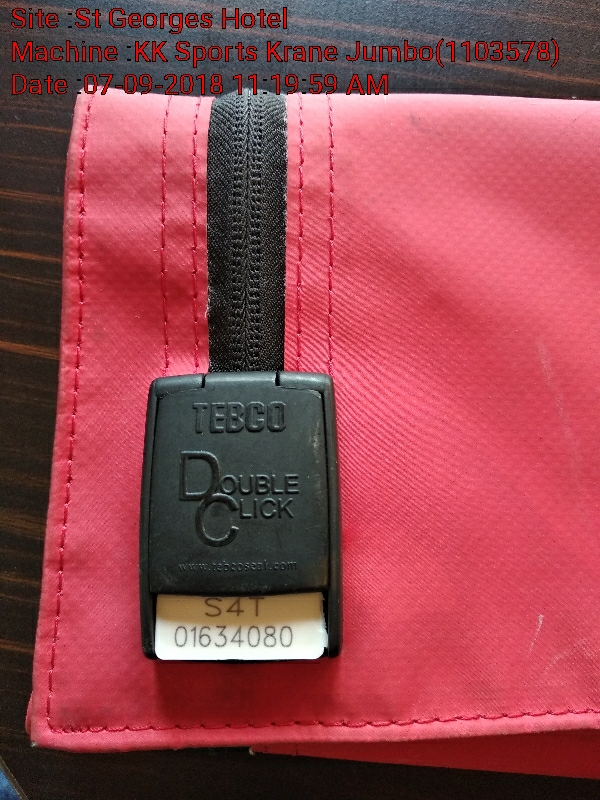 Site :St Georges Hotel
Machine :KK Sports Krane Jumbo(1103578)
Date :07-09-2018 11:19:59 AM
TEBCO
DOUBLE
CLICK
www.tebcoseal.com
S4T
01634080